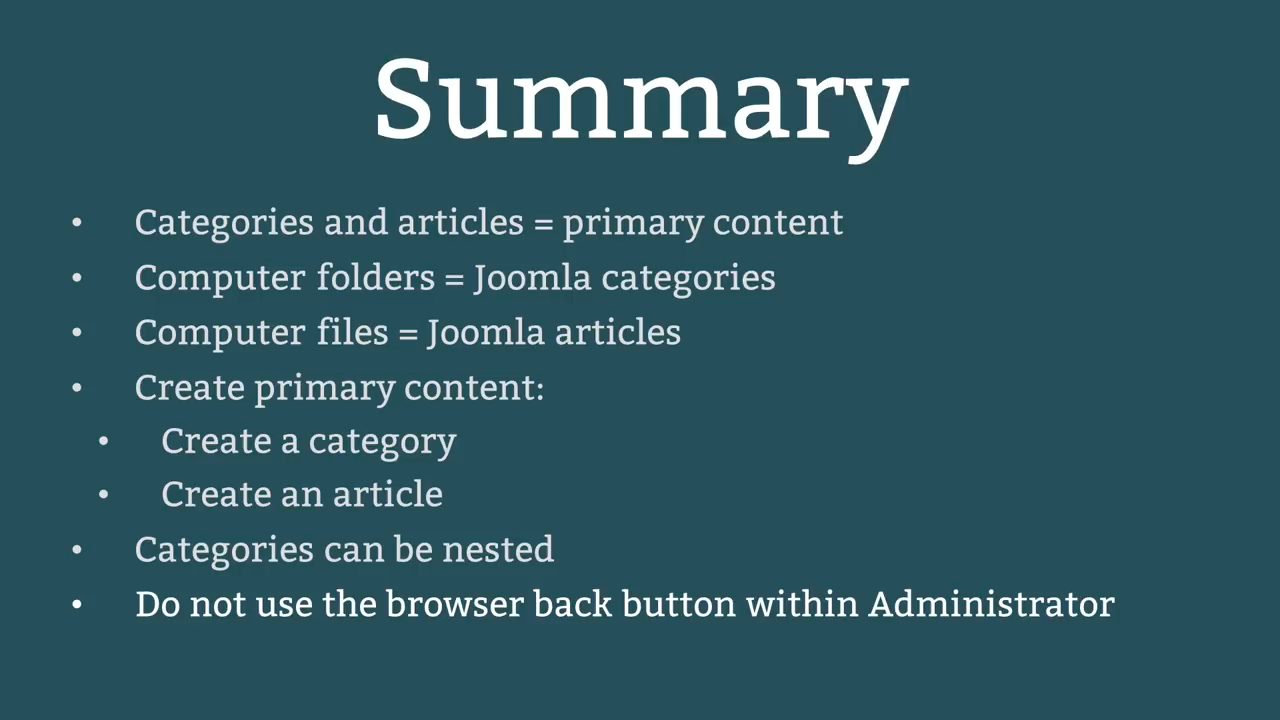 Summary
• Categories and articles = primary content
• Computer folders = Joomla categories
• Computer files = Joomla articles
• Create primary content:
• Create a category
• Create an article
• Categories can be nested
• Do not use the browser back button within Administrator